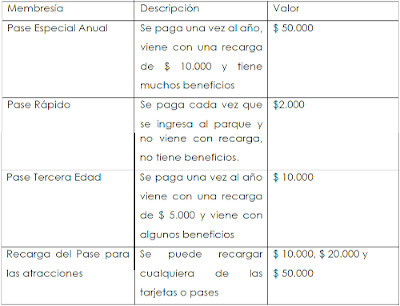 Membresía Descripción Valor
Pase Especial Anual Se paga una vez al año, $ 50.000
viene con una recarga
de $ 10.000 y tiene
muchos beneficios
Pase Rápido Se paga cada vez que $2.000
se ingresa al parque y
no viene con recarga,
no tiene beneficios.
Pase Tercera Edad Se paga una vez al año $ 10.000
viene con una recarga
de $ 5.000 y viene con
algunos beneficios
Recarga del Pase para Se puede recargar $ 10.000, $ 20.000 y
las atracciones cualquiera de las $ 50.000
tarjetas o pases